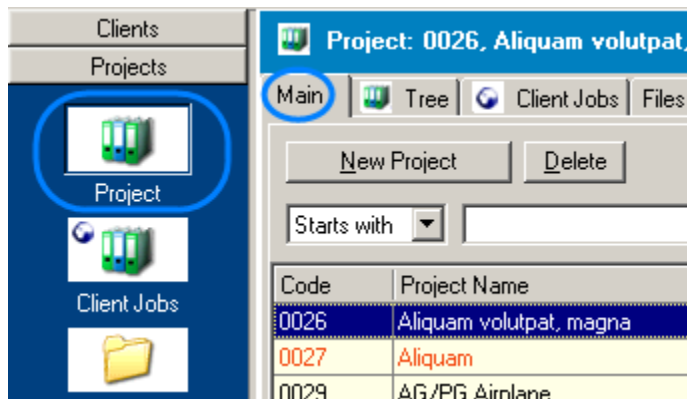 Clients
Projects
Project
Client Jobs
Project: 0026, Aliquam volutpat,
Main Tree Client Jobs Files
New Project Delete
Starts with
Code Project Name
0026 Aliquam volutpat, magna
0027 Aliquam
0029 AG/PG Airplane